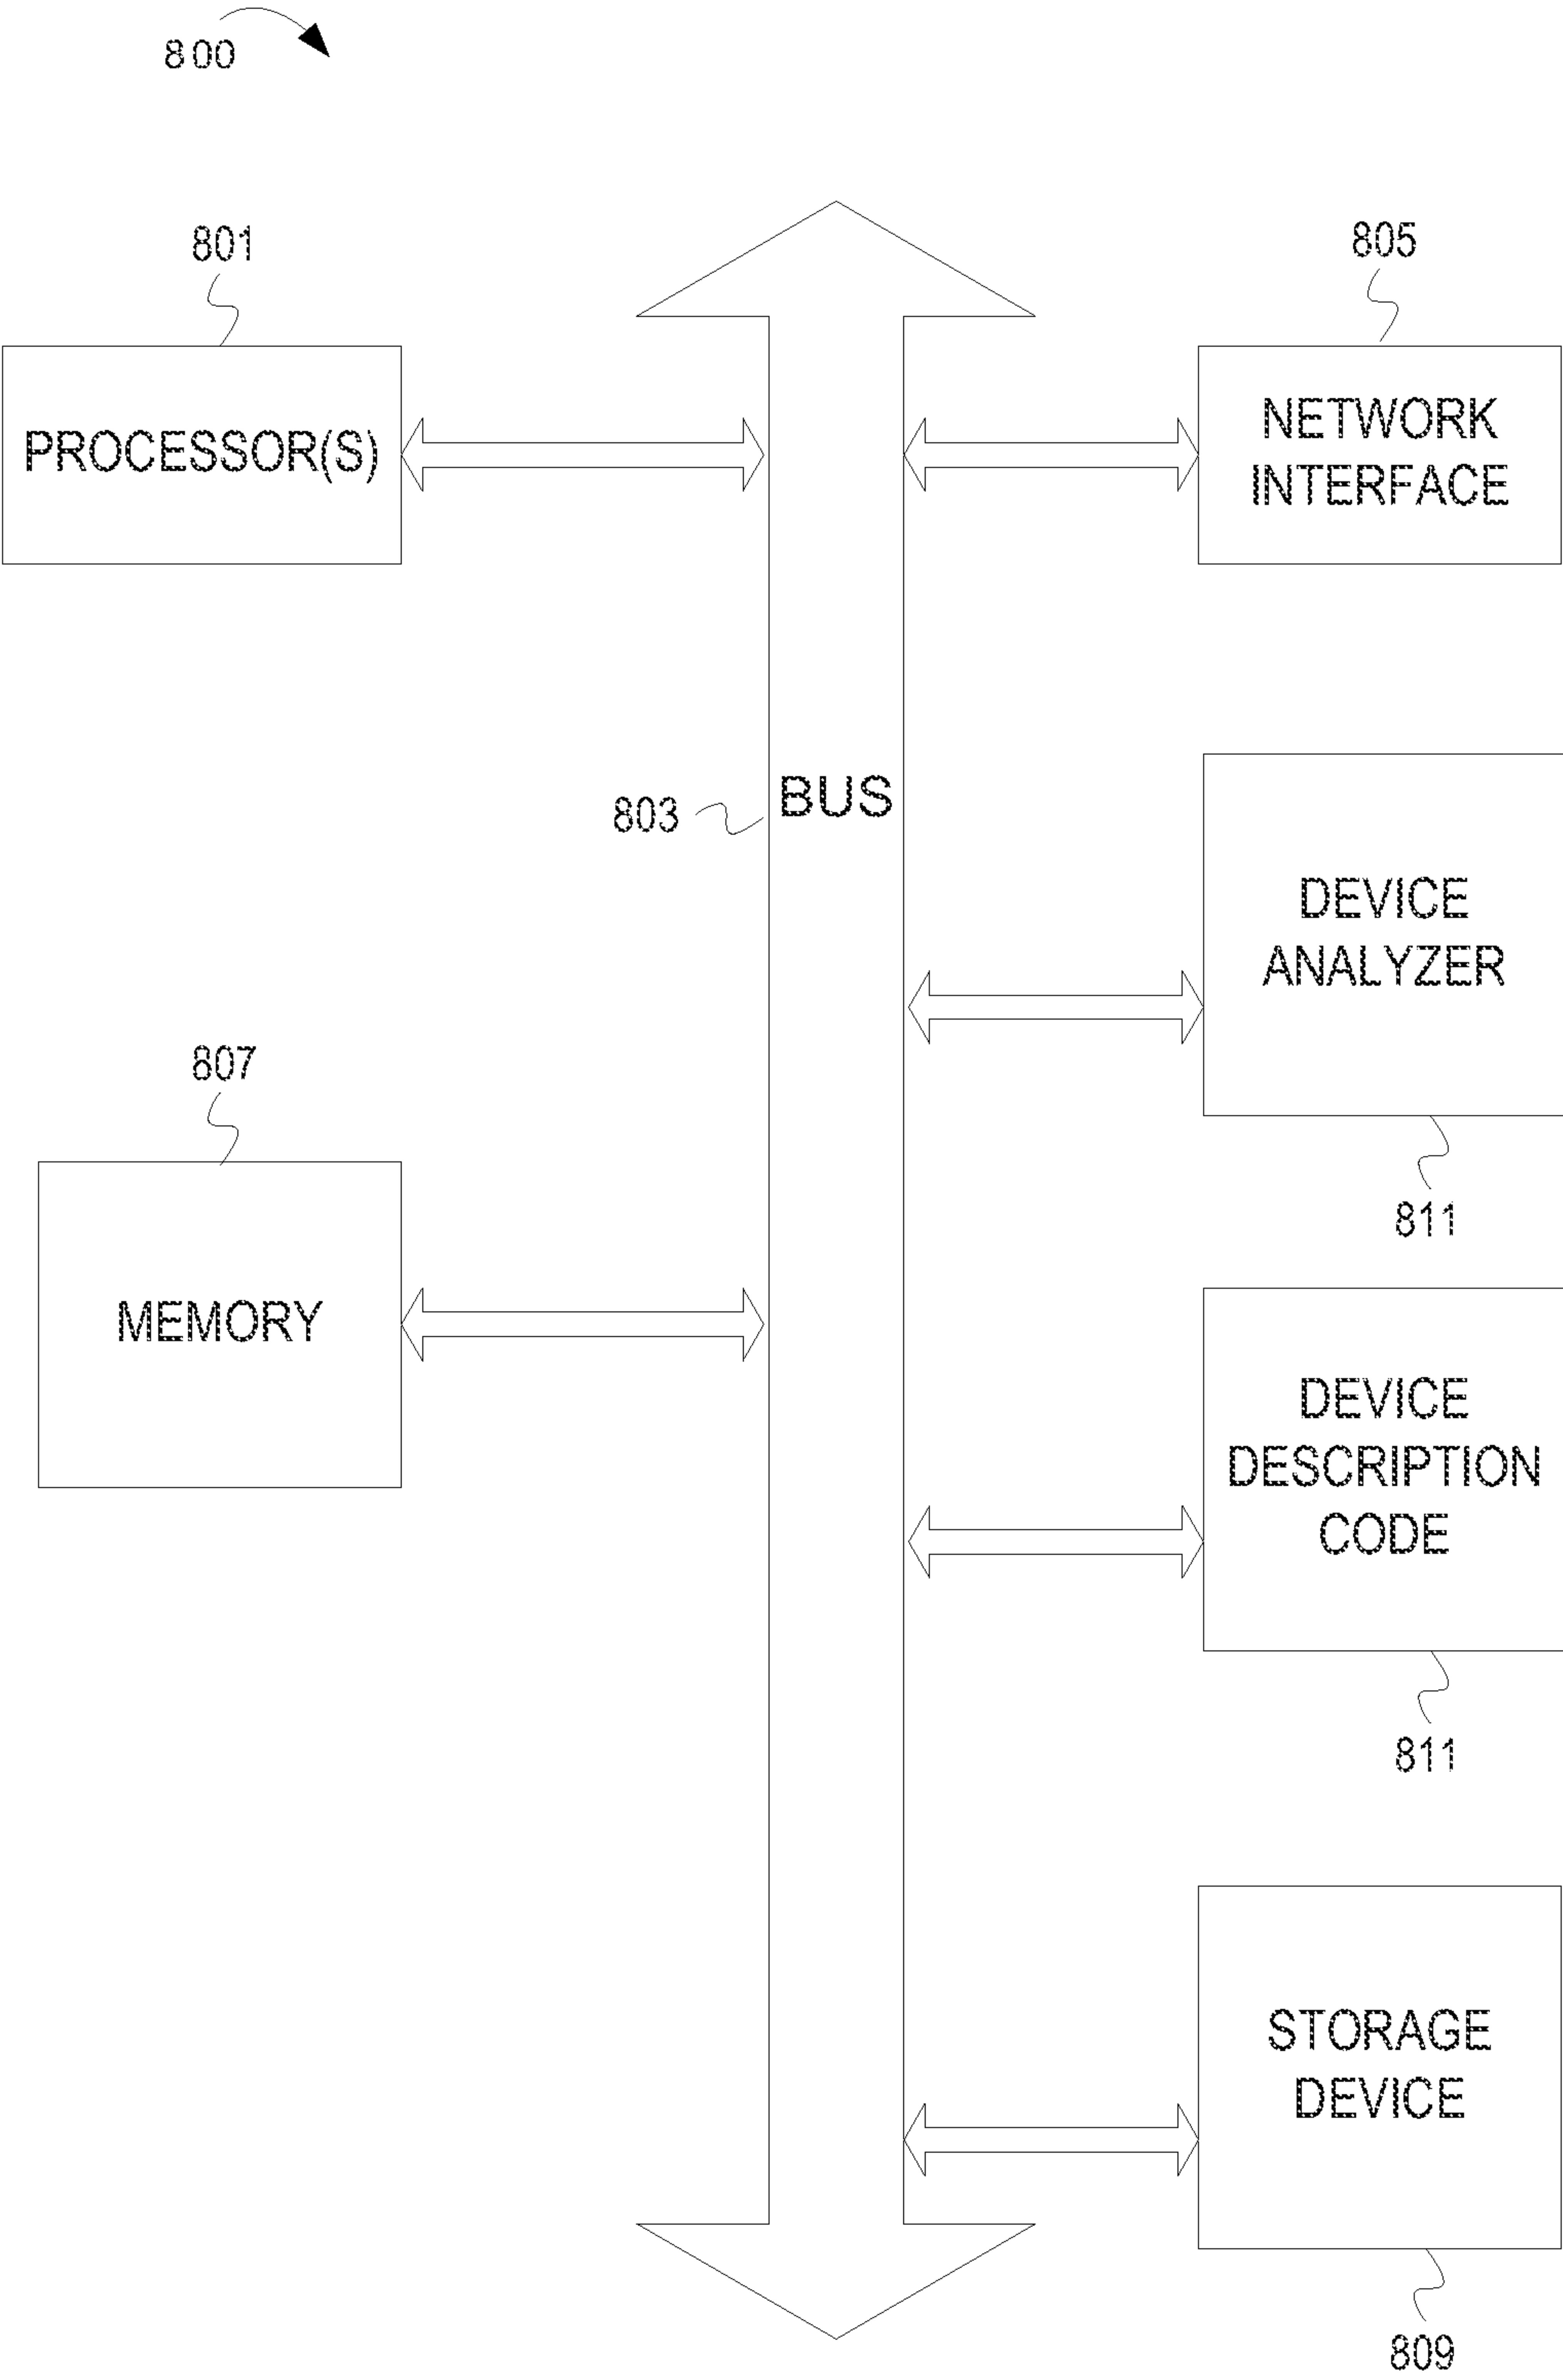 800
801
805
PROCESSOR(S)
NETWORK
INTERFACE
803
BUS
DEVICE
ANALYZER
807
811
MEMORY
DEVICE
DESCRIPTION
CODE
811
STORAGE
DEVICE
809